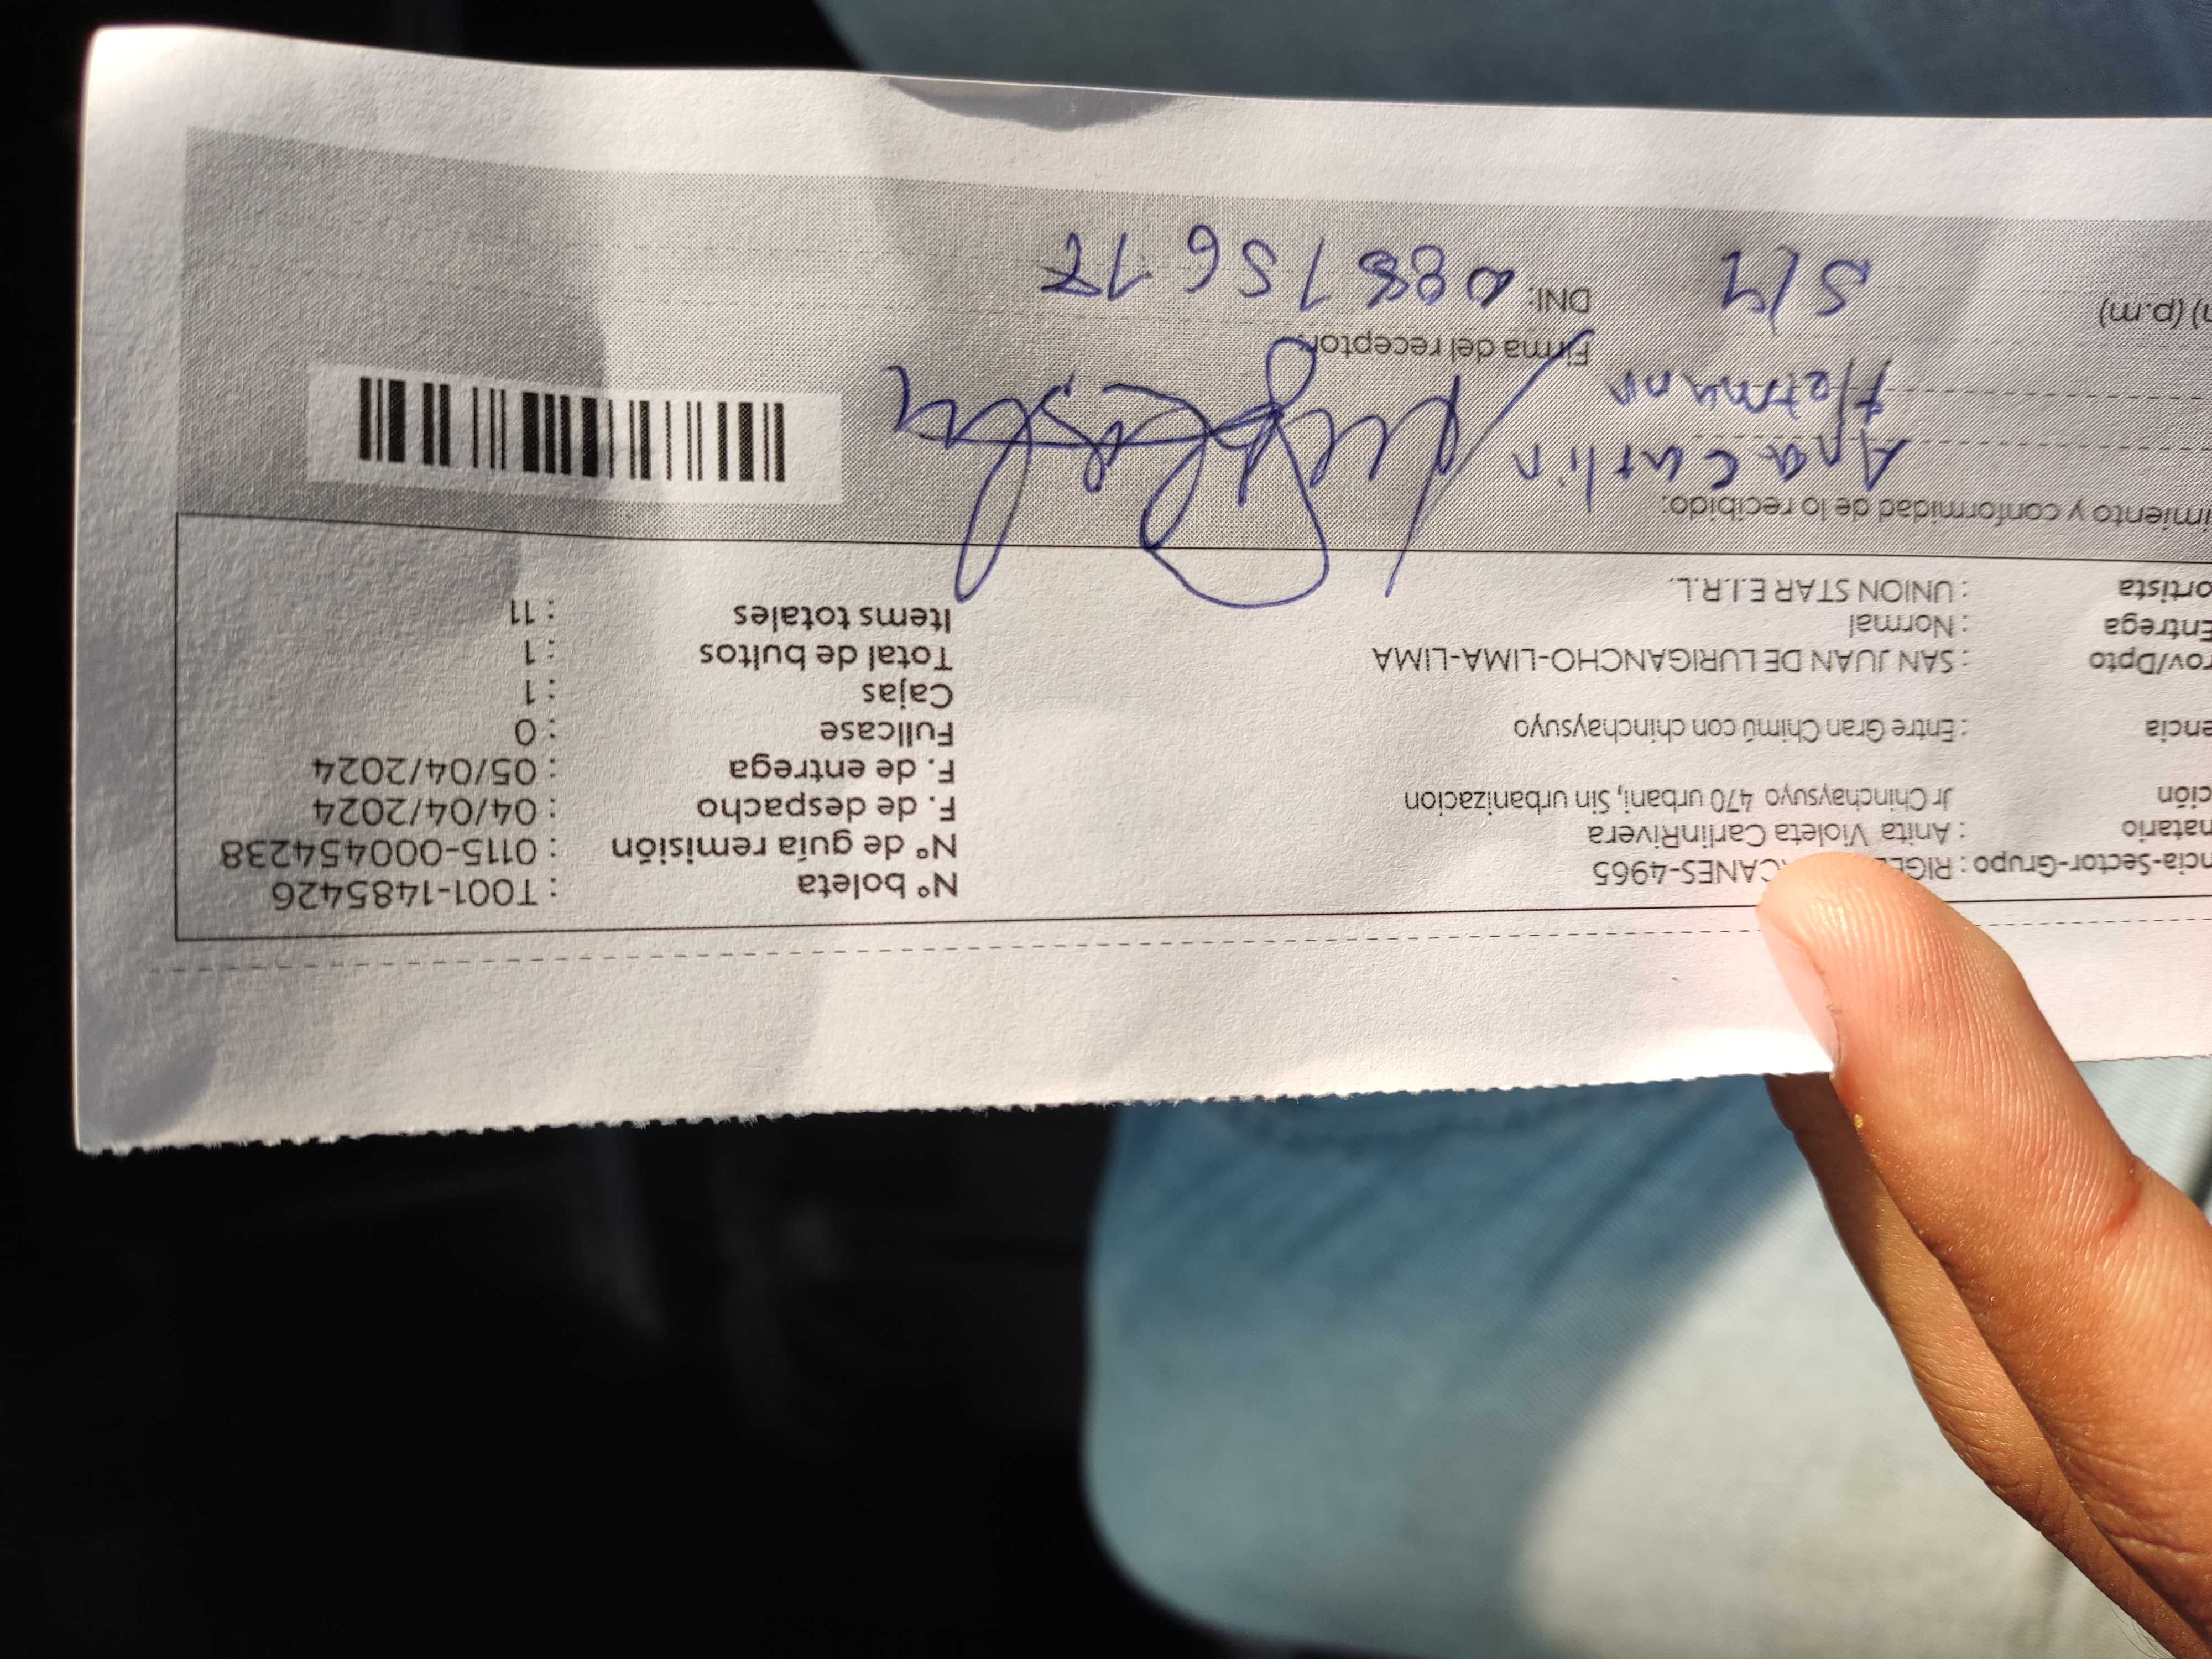 ncia-Sector-Grupo : RIGE CANES-4965
natario : Anita Violeta CarlinRivera
ción Jr Chinchaysuyo 470 urbani, Sin urbanizacion
encia : Entre Gran Chimú con chinchaysuyo
rov/Dpto : SAN JUAN DE LURIGANCHO-LIMA-LIMA
Entrega : Normal
ortista : UNION STAR E.I.R.L.
N° boleta : T001-1485426
N° de guía remisión : 0115-000454238
F. de despacho : 04/04/2024
F. de entrega : 05/04/2024
Fullcase : 0
Cajas : 1
Total de bultos : 1
Items totales : 11
imiento y conformidad de lo recibido:
Ana Carlin
Hermana
Firma del receptor:
) (p.m)
5/4
DNI: